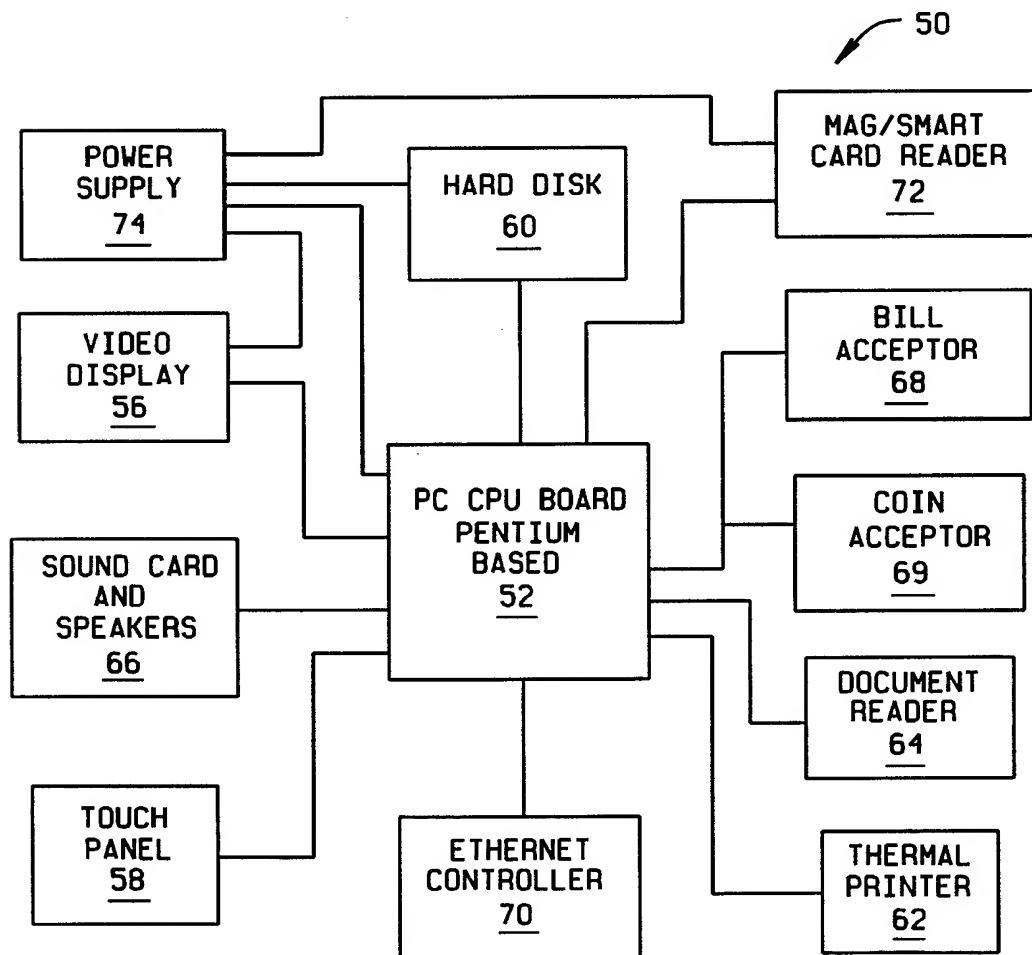 50
POWER
SUPPLY
74
HARD DISK
60
MAG/SMART
CARD READER
72
VIDEO
DISPLAY
56
BILL
ACCEPTOR
68
PC CPU BOARD
PENTIUM
BASED
52
COIN
ACCEPTOR
69
SOUND CARD
AND
SPEAKERS
66
DOCUMENT
READER
64
TOUCH
PANEL
58
ETHERNET
CONTROLLER
70
THERMAL
PRINTER
62